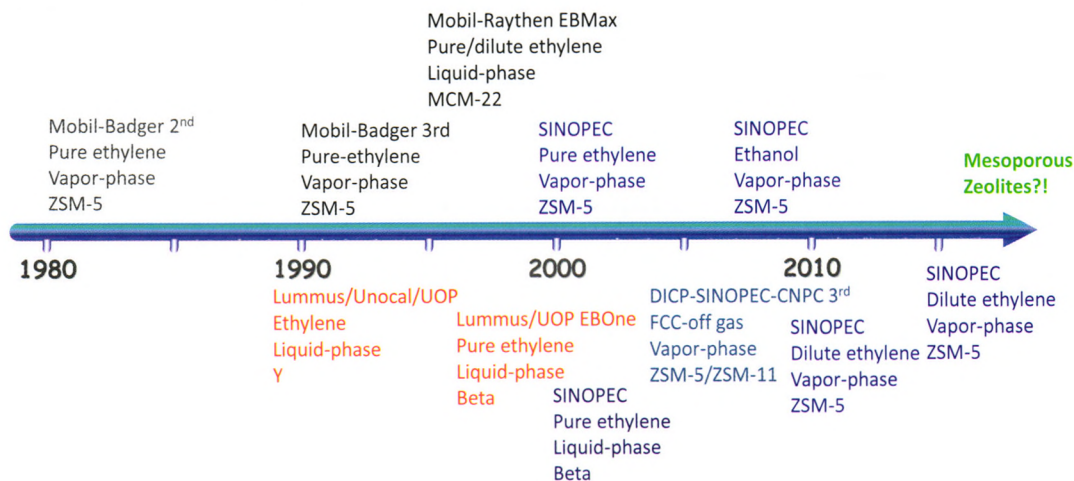 Mobil-Raythen EBMax
Pure/dilute ethylene
Liquid-phase
MCM-22
Mobil-Badger 2nd
Pure ethylene
Vapor-phase
ZSM-5
Mobil-Badger 3rd
Pure-ethylene
Vapor-phase
ZSM-5
SINOPEC
Pure ethylene
Vapor-phase
ZSM-5
SINOPEC
Ethanol
Vapor-phase
ZSM-5
Mesoporous
Zeolites?!
1980
1990
2000
2010
Lummus/Unocal/UOP
Ethylene
Liquid-phase
Y
Lummus/UOP EBOne
Pure ethylene
Liquid-phase
Beta
SINOPEC
Pure ethylene
Liquid-phase
Beta
DICP-SINOPEC-CNPC 3rd
FCC-off gas
Vapor-phase
ZSM-5/ZSM-11
SINOPEC
Dilute ethylene
Vapor-phase
ZSM-5
SINOPEC
Dilute ethylene
Vapor-phase
ZSM-5